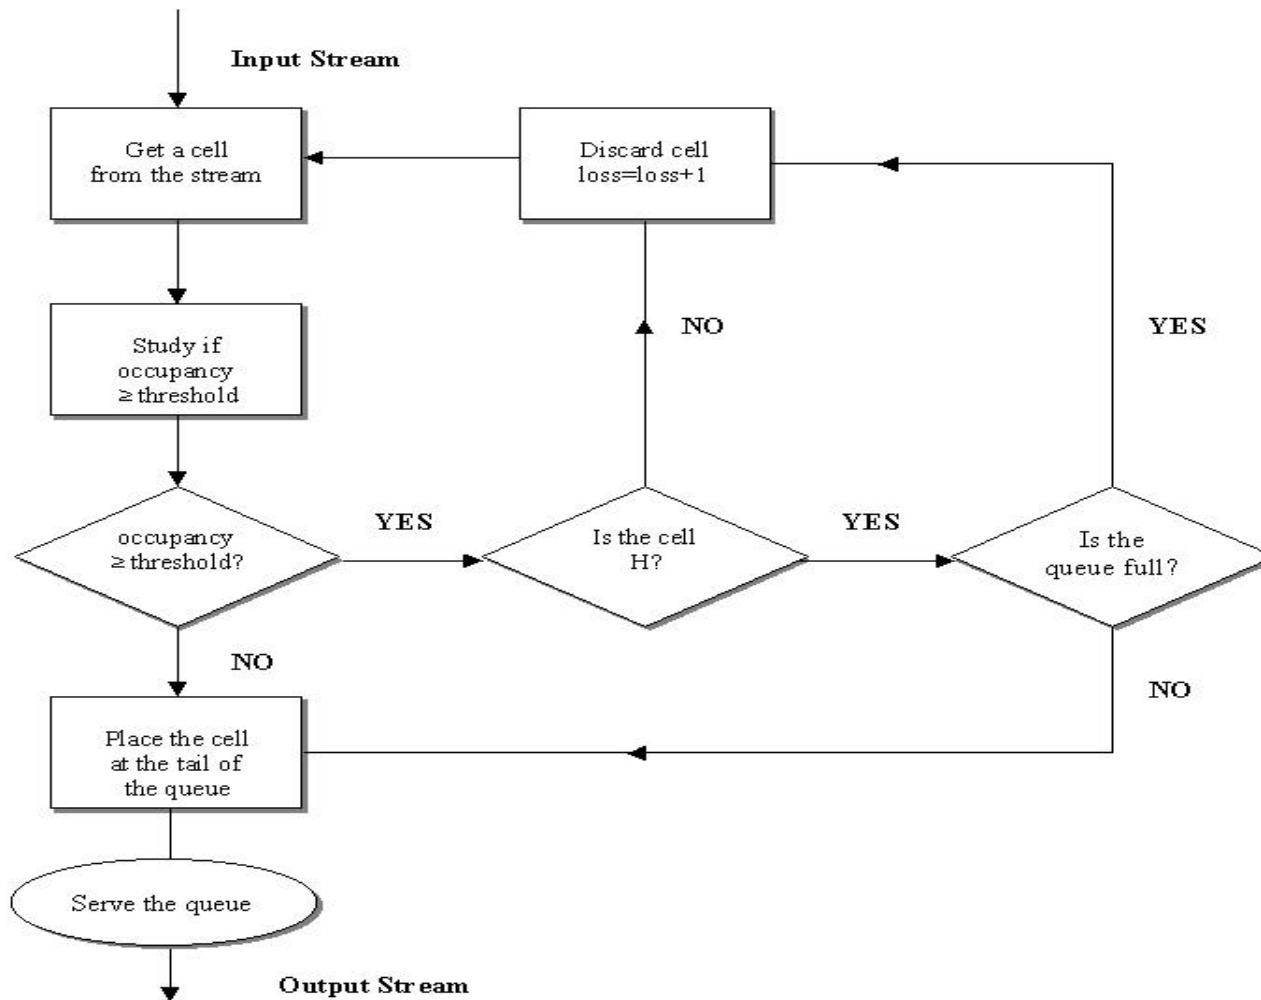 Input Stream
Get a cell
from the stream
Discard cell
loss=loss+1
NO
YES
Study if
occupancy
≥threshold
occupancy
≥threshold?
YES
Is the cell
H?
YES
Is the
queue full?
NO
NO
Place the cell
at the tail of
the queue
Serve the queue
Output Stream